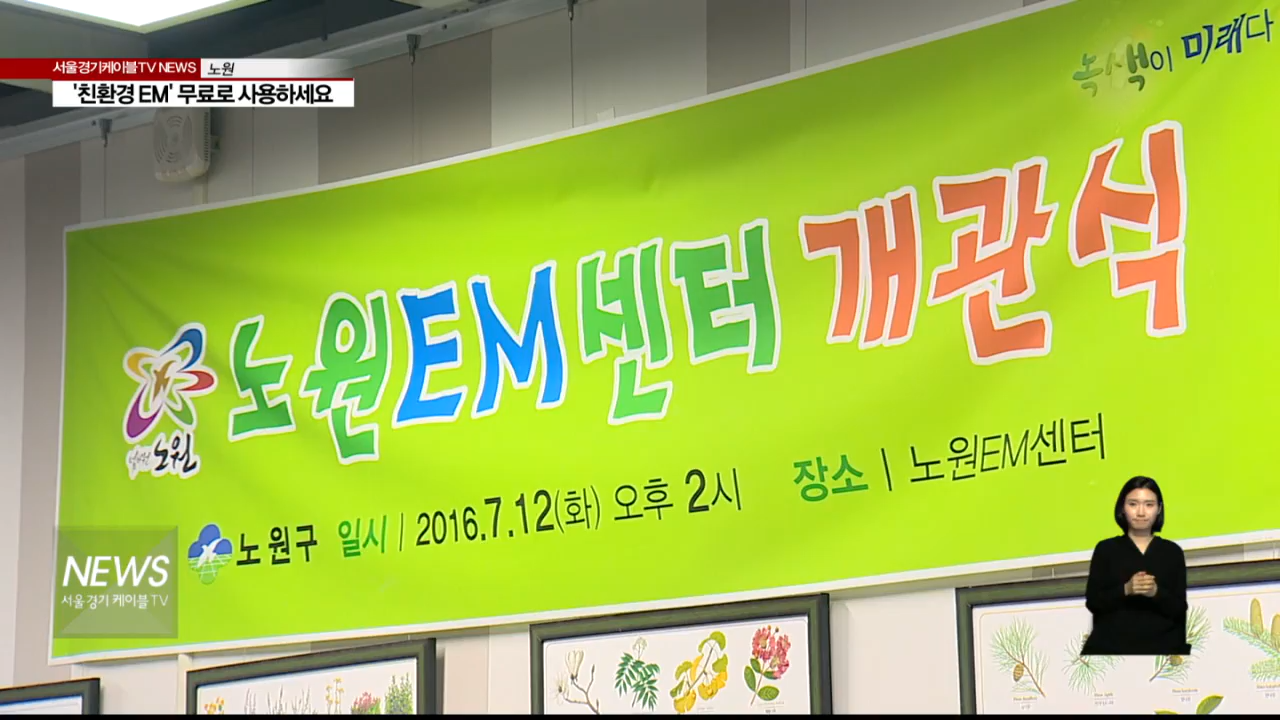 서울경기케이블TV NEWS 노원
'친환경 EM' 무료로 사용하세요
녹색이 미래다
노원EM센터 개관식
노원
노원구 일시 | 2016.7.12(화) 오후 2시 장소 | 노원EM센터
NEWS
서울경기 케이블TV